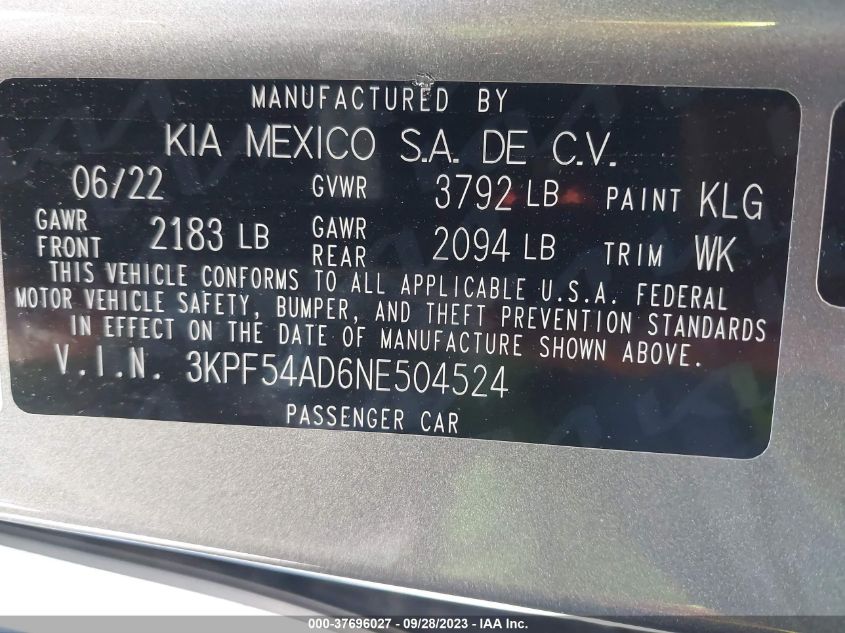 MANUFACTURED BY
KIA MEXICO S.A. DE C.V.
06/22 GVWR 3792 LB PAINT KLG
GAWR FRONT 2183 LB GAWR REAR 2094 LB TRIM WK
THIS VEHICLE CONFORMS TO ALL APPLICABLE U.S.A. FEDERAL
MOTOR VEHICLE SAFETY, BUMPER, AND THEFT PREVENTION STANDARDS
IN EFFECT ON THE DATE OF MANUFACTURE SHOWN ABOVE.
V.I.N. 3KPF54AD6NE504524
PASSENGER CAR
000-37696027 - 09/28/2023 - IAA Inc.